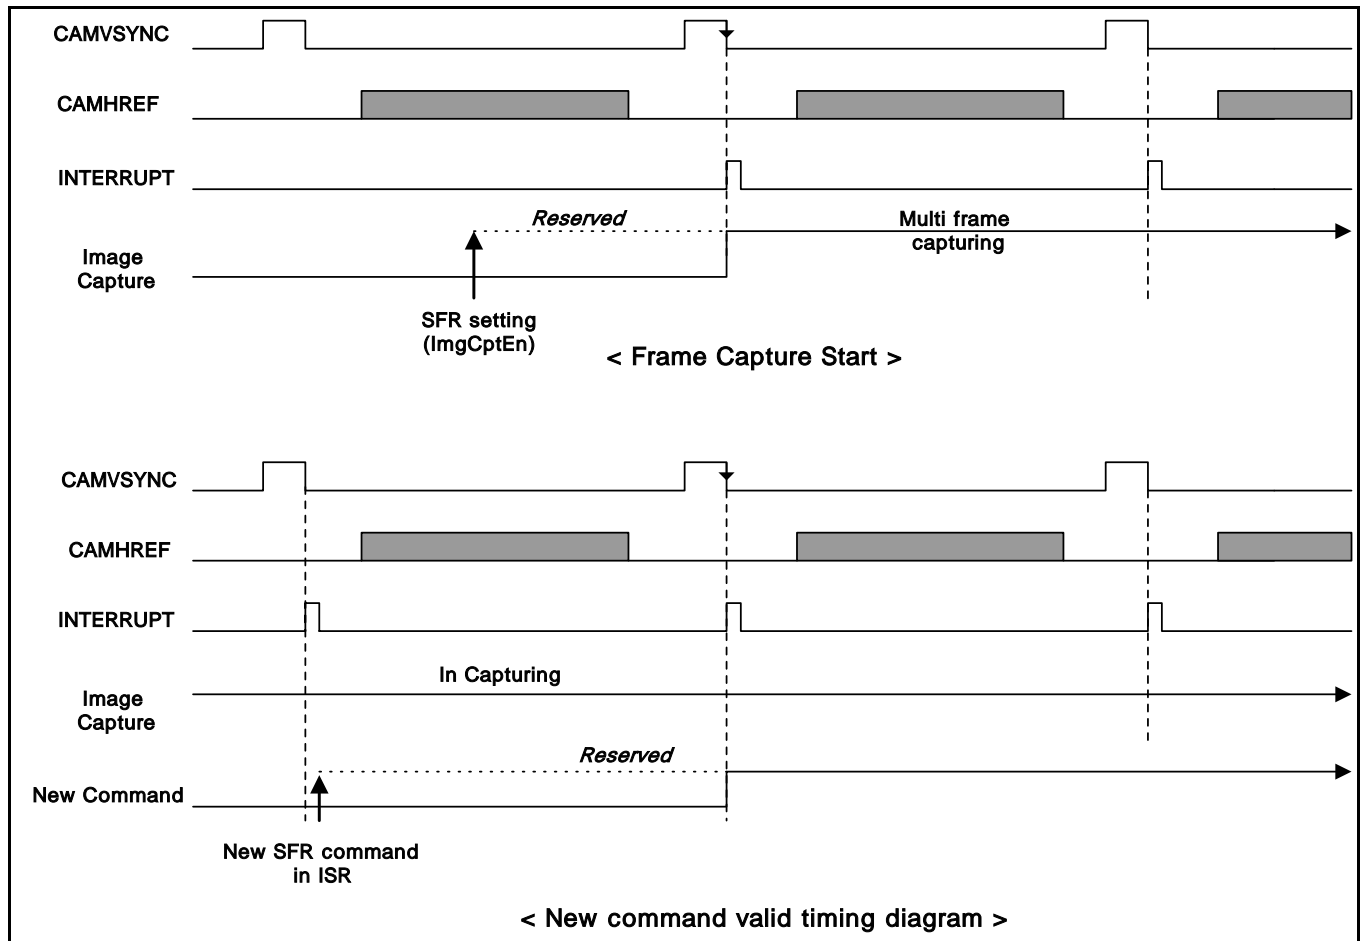 CAMVSYNC
CAMHREF
INTERRUPT
Reserved
Multi frame
capturing
Image
Capture
SFR setting
(ImgCptEn)
< Frame Capture Start >
CAMVSYNC
CAMHREF
INTERRUPT
In Capturing
Image
Capture
Reserved
New Command
New SFR command
in ISR
< New command valid timing diagram >